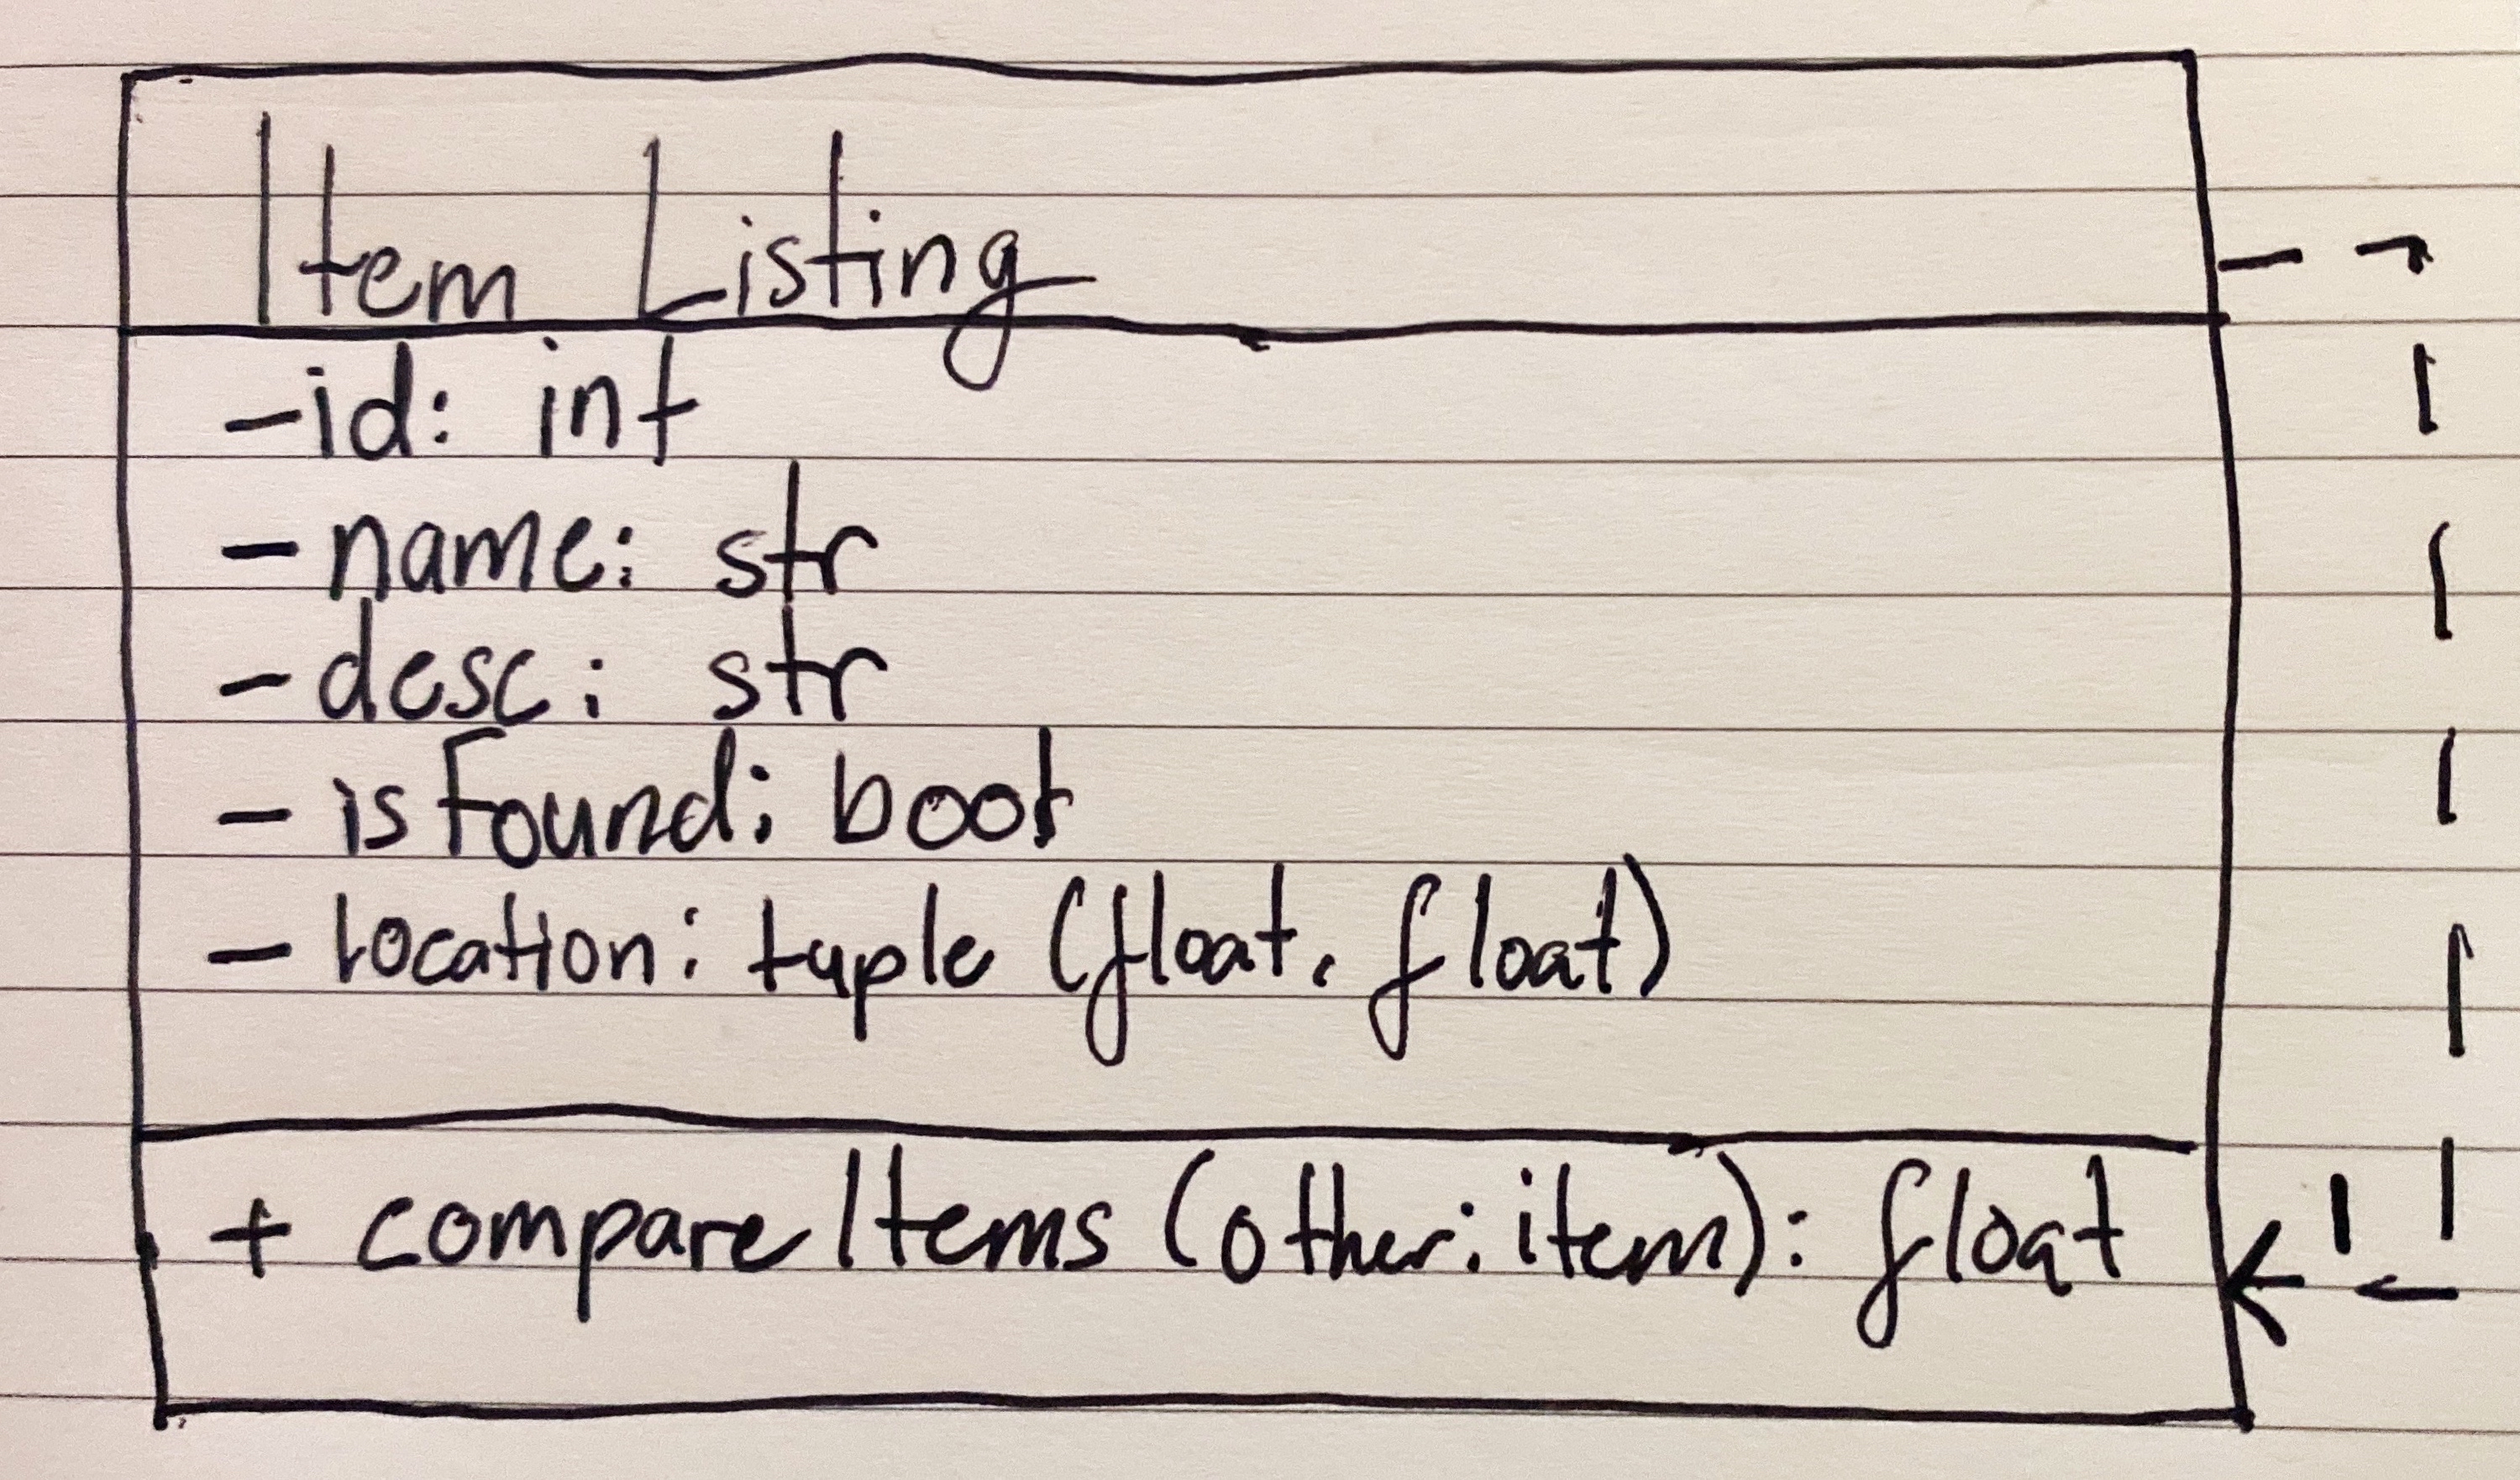 Item Listing
-id: int
- name: str
- desc: str
- isFound: bool
- location: tuple (float, float)
+ compareItems (other: item): float